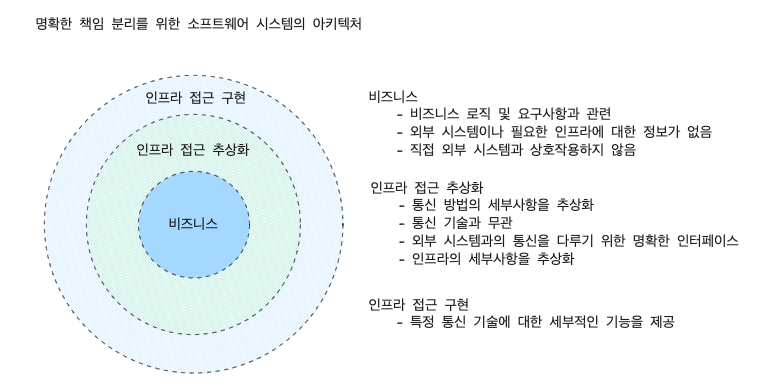 명확한 책임 분리를 위한 소프트웨어 시스템의 아키텍처
인프라 접근 구현
인프라 접근 추상화
비즈니스
비즈니스
- 비즈니스 로직 및 요구사항과 관련
- 외부 시스템이나 필요한 인프라에 대한 정보가 없음
- 직접 외부 시스템과 상호작용하지 않음
인프라 접근 추상화
- 통신 방법의 세부사항을 추상화
- 통신 기술과 무관
- 외부 시스템과의 통신을 다루기 위한 명확한 인터페이스
- 인프라의 세부사항을 추상화
인프라 접근 구현
- 특정 통신 기술에 대한 세부적인 기능을 제공